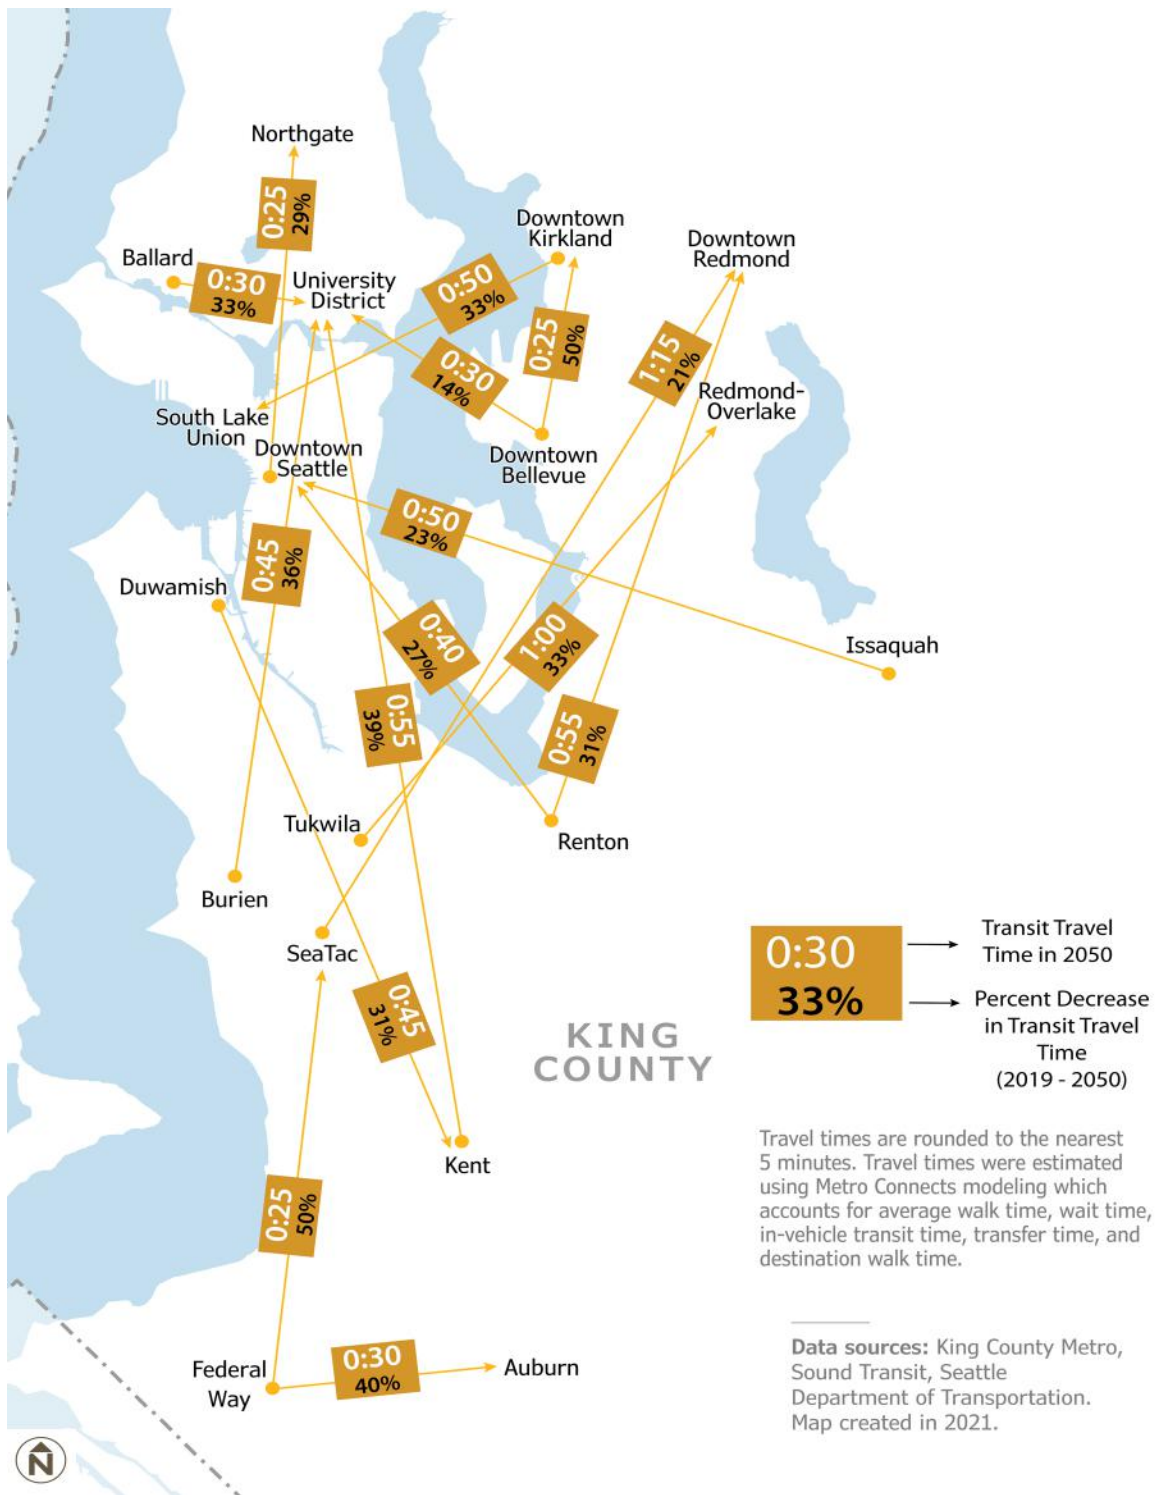 Northgate
0:25
29%
Ballard
0:30
33%
University
District
0:50
33%
Downtown
Kirkland
Downtown
Redmond
0:25
50%
0:30
14%
1:15
21%
Redmond-
Overlake
South Lake
Union
Downtown
Seattle
Downtown
Bellevue
0:50
23%
0:45
36%
Duwamish
0:40
27%
1:00
33%
Issaquah
0:55
39%
0:55
31%
Tukwila
Renton
Burien
SeaTac
0:45
31%
KING
COUNTY
Kent
0:25
50%
Federal
Way
0:30
40%
Auburn
0:30
33%
Transit Travel
Time in 2050
Percent Decrease
in Transit Travel
Time
(2019 - 2050)
Travel times are rounded to the nearest
5 minutes. Travel times were estimated
using Metro Connects modeling which
accounts for average walk time, wait time,
in-vehicle transit time, transfer time, and
destination walk time.
Data sources: King County Metro,
Sound Transit, Seattle
Department of Transportation.
Map created in 2021.
N